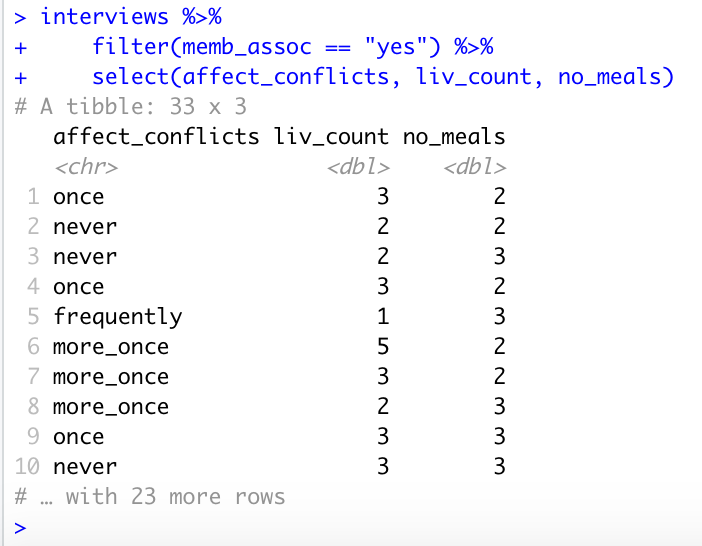 > interviews %>%
+     filter(memb_assoc == "yes") %>%
+     select(affect_conflicts, liv_count, no_meals)
# A tibble: 33 x 3
   affect_conflicts liv_count no_meals
   <chr>                <dbl>    <dbl>
 1 once                     3        2
 2 never                    2        2
 3 never                    2        3
 4 once                     3        2
 5 frequently               1        3
 6 more_once                5        2
 7 more_once                3        2
 8 more_once                2        3
 9 once                     3        3
10 never                    3        3
# … with 23 more rows
>